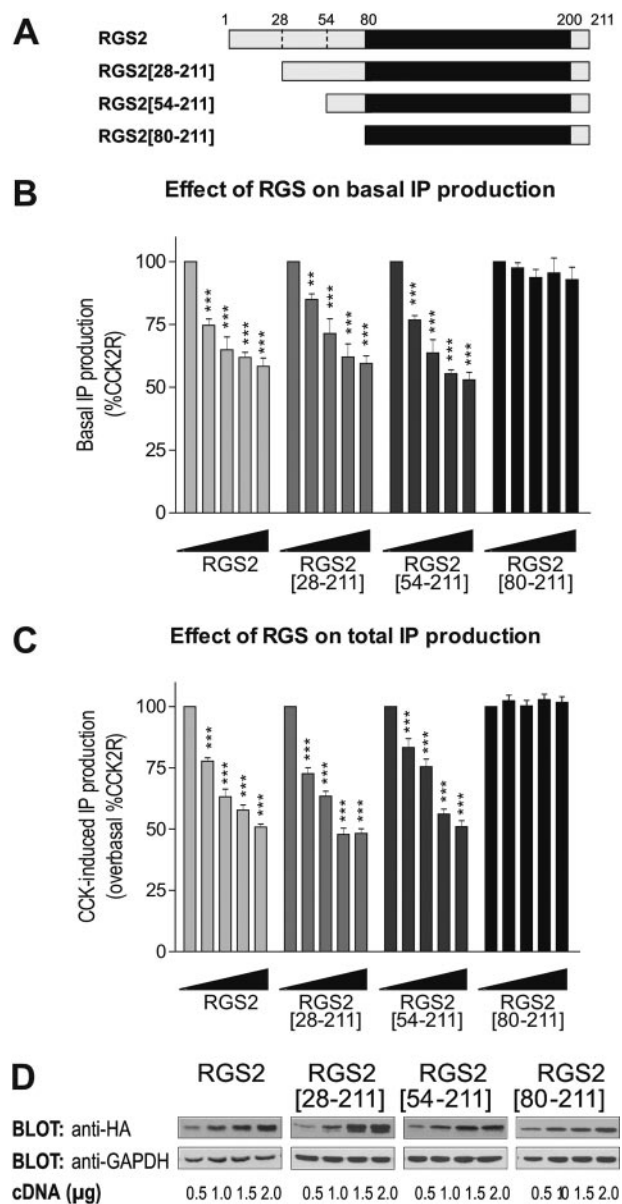 A
1 28 54 80 200 211
RGS2
RGS2[28-211]
RGS2[54-211]
RGS2[80-211]
B
Effect of RGS on basal IP production
Basal IP production
(%CCK2R)
100
75
50
25
0
** *** *** ***
*** *** *** ***
*** *** *** ***
RGS2
RGS2
[28-211]
RGS2
[54-211]
RGS2
[80-211]
C
Effect of RGS on total IP production
CCK-induced IP production
(overbasal %CCK2R)
100
75
50
25
0
*** *** *** ***
*** *** *** ***
*** *** *** ***
RGS2
RGS2
[28-211]
RGS2
[54-211]
RGS2
[80-211]
D
RGS2
RGS2
[28-211]
RGS2
[54-211]
RGS2
[80-211]
BLOT: anti-HA
BLOT: anti-GAPDH
cDNA (µg) 0.5 1.0 1.5 2.0 0.5 1.0 1.5 2.0 0.5 1.0 1.5 2.0 0.5 1.5 2.0